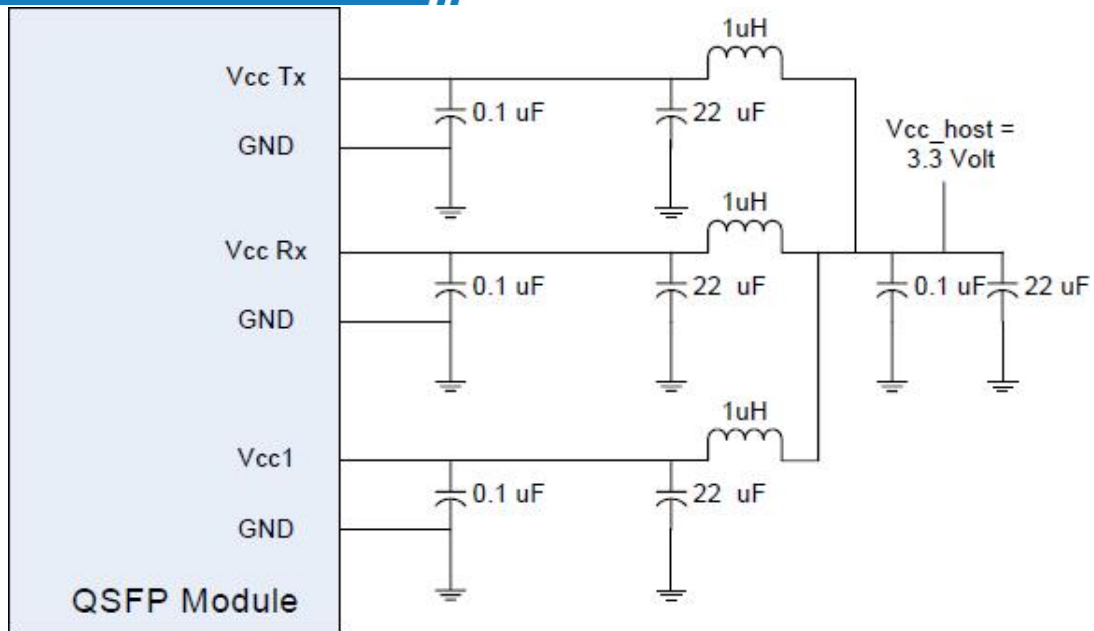 1uH
Vcc Tx
0.1 uF
22 uF
GND
Vcc_host =
3.3 Volt
1uH
Vcc Rx
0.1 uF
22 uF
0.1 uF
22 uF
GND
1uH
Vcc1
0.1 uF
22 uF
GND
QSFP Module